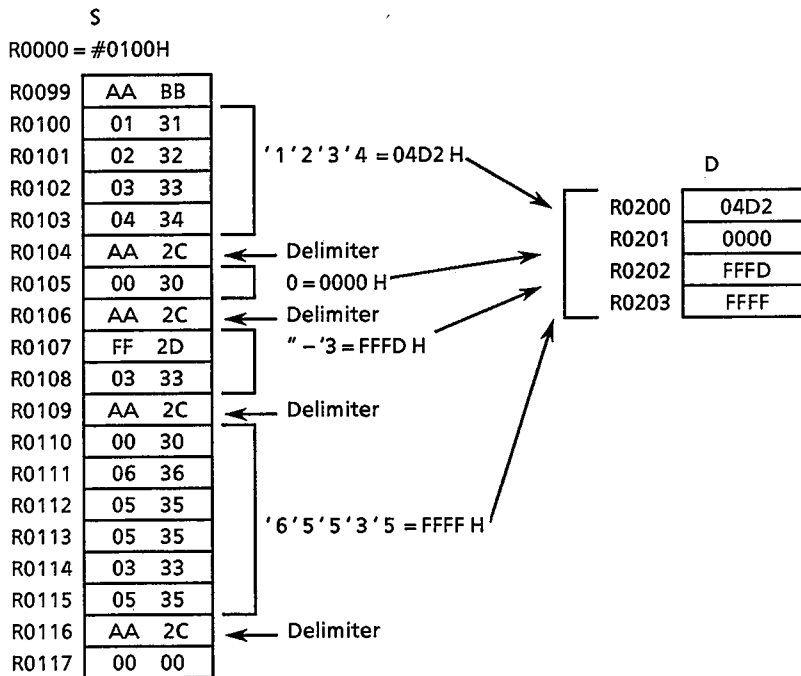 S
R0000 = #0100H
R0099 AA BB
R0100 01 31
R0101 02 32 '1'2'3'4 = 04D2 H
R0102 03 33
R0103 04 34
R0104 AA 2C Delimiter
R0105 00 30 0 = 0000 H
R0106 AA 2C Delimiter
R0107 FF 2D "–'3 = FFFD H
R0108 03 33
R0109 AA 2C Delimiter
R0110 00 30
R0111 06 36
R0112 05 35
R0113 05 35 '6'5'5'3'5 = FFFF H
R0114 03 33
R0115 05 35
R0116 AA 2C Delimiter
R0117 00 00
D
R0200 04D2
R0201 0000
R0202 FFFD
R0203 FFFF